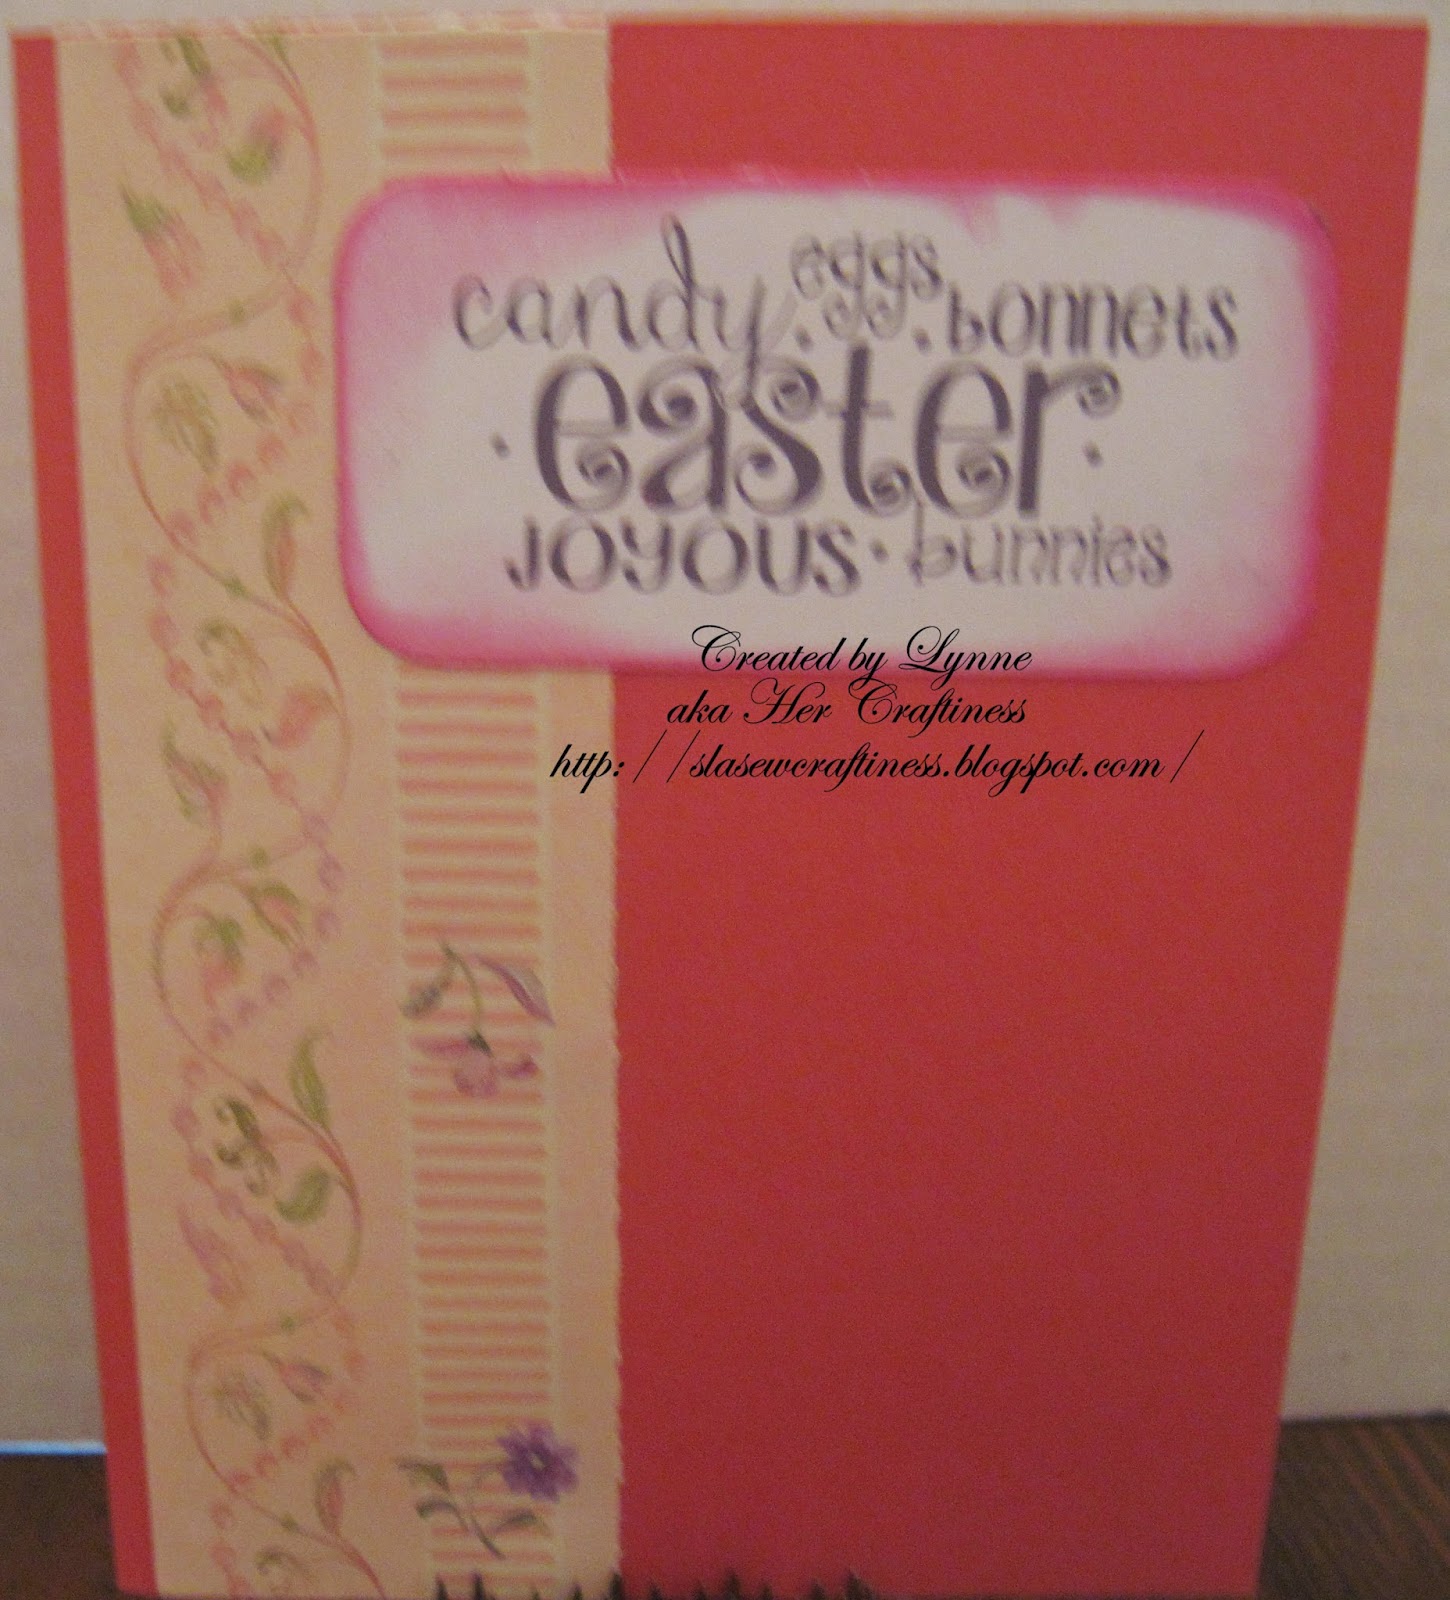 candy · eggs · bonnets
· easter ·
joyous · bunnies
Created by Lynne
aka Her Craftiness
http://slasewcraftiness.blogspot.com/